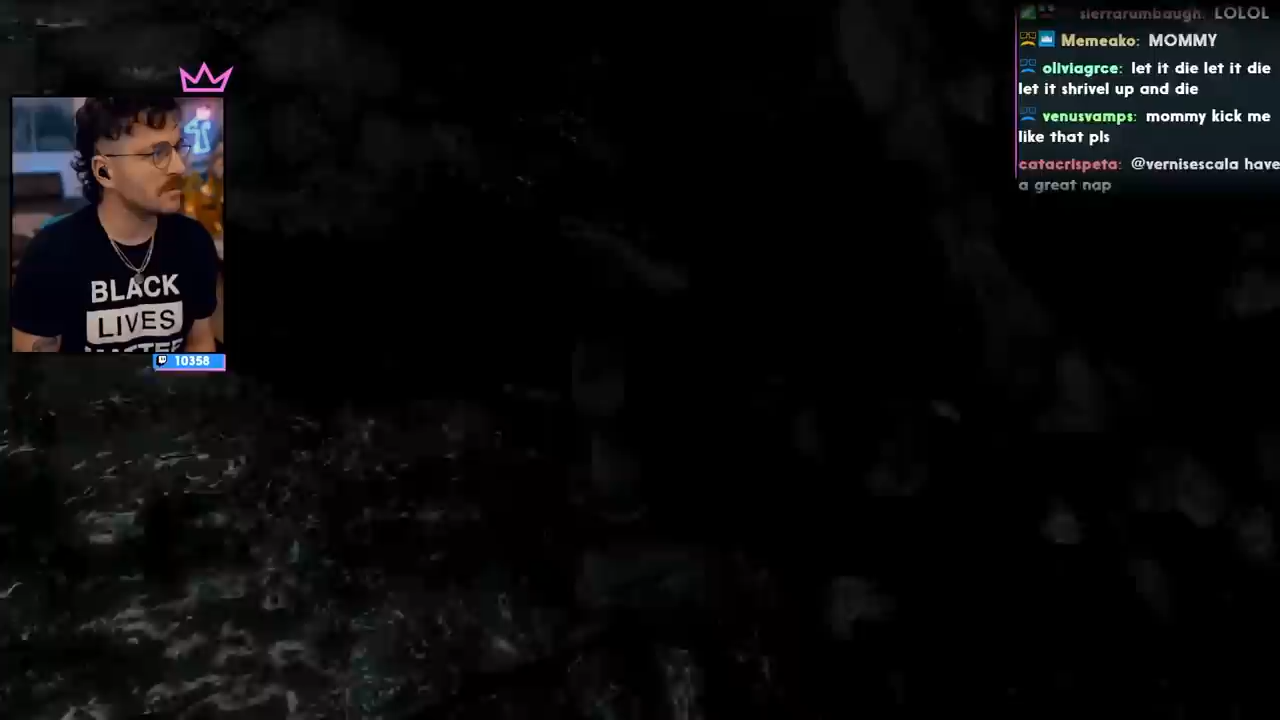 sierrarumbaugh: LOLOL
Memeako: MOMMY
oliviagrce: let it die let it die
let it shrivel up and die
venusvamps: mommy kick me
like that pls
catacrispeta: @vernisescala have
a great nap
BLACK
LIVES
MATTER
10358